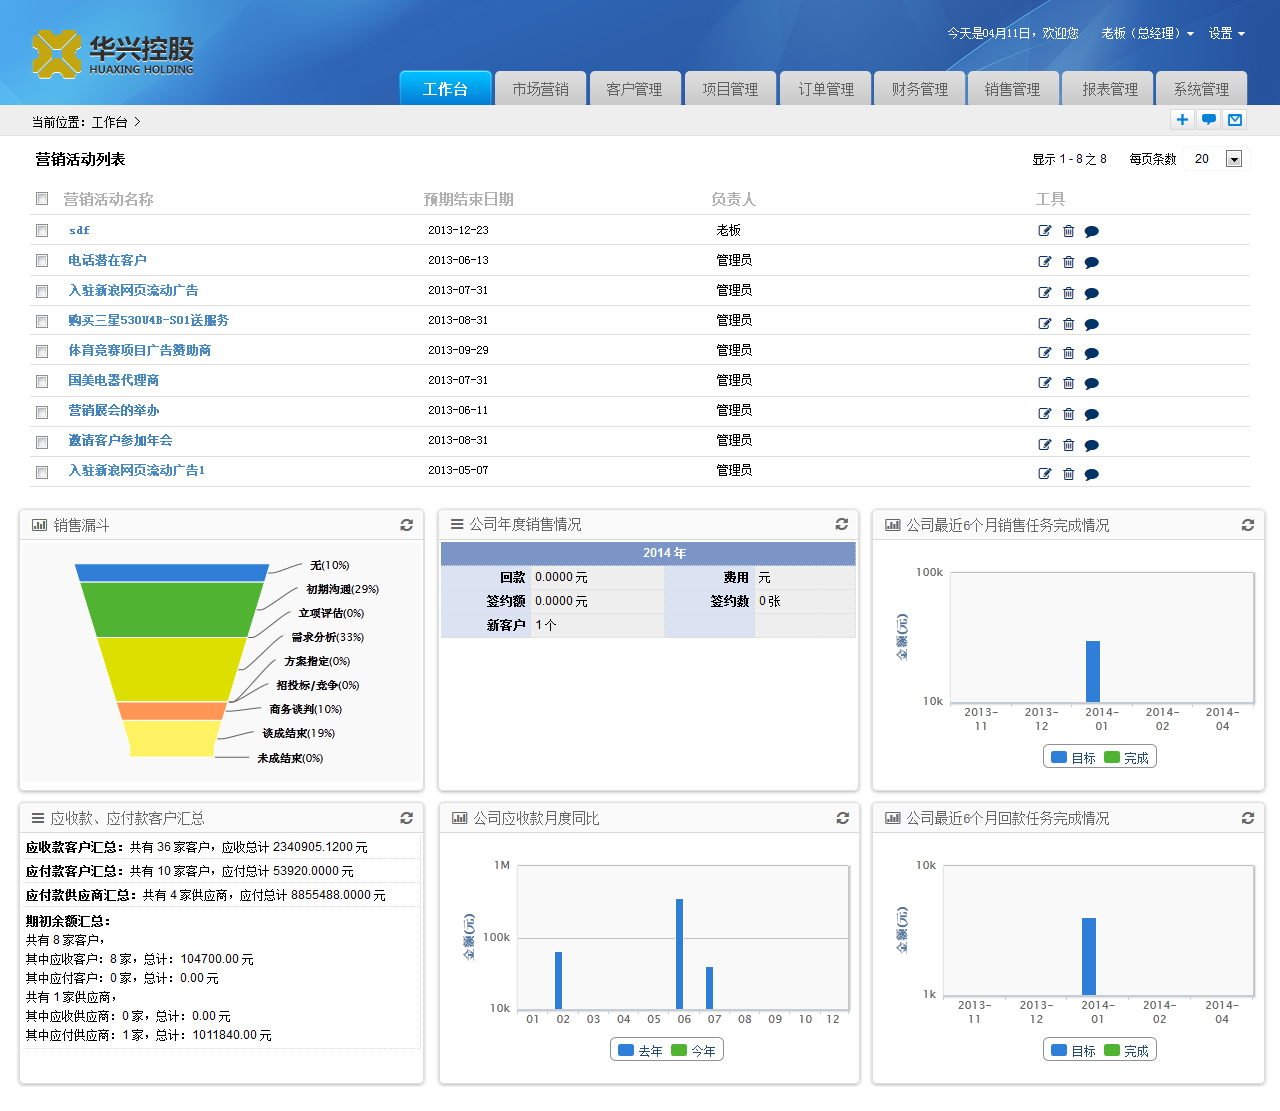 华兴控股
HUAXING HOLDING
今天是04月11日，欢迎您 老板（总经理） 设置
工作台 市场营销 客户管理 项目管理 订单管理 财务管理 销售管理 报表管理 系统管理
当前位置：工作台 >
营销活动列表 显示 1 - 8 之 8 每页条数 20
营销活动名称 预期结束日期 负责人 工具
sdf 2013-12-23 老板
电话潜在客户 2013-06-13 管理员
入驻新浪网页流动广告 2013-07-31 管理员
购买三星530U4B-S01送服务 2013-08-31 管理员
体育竞赛项目广告赞助商 2013-09-29 管理员
国美电器代理商 2013-07-31 管理员
营销展会的举办 2013-06-11 管理员
邀请客户参加年会 2013-08-31 管理员
入驻新浪网页流动广告1 2013-05-07 管理员
销售漏斗
无(10%)
初期沟通(29%)
立项评估(0%)
需求分析(33%)
方案指定(0%)
招投标/竞争(0%)
商务谈判(10%)
谈成结束(19%)
未成结束(0%)
公司年度销售情况
2014 年
回款 0.0000 元 费用 元
签约额 0.0000 元 签约数 0 张
新客户 1 个
公司最近6个月销售任务完成情况
100k
金额(元)
10k
2013-11 2013-12 2014-01 2014-02 2014-04
目标 完成
应收款、应付款客户汇总
应收款客户汇总：共有 36 家客户，应收总计 2340905.1200 元
应付款客户汇总：共有 10 家客户，应付总计 53920.0000 元
应付款供应商汇总：共有 4 家供应商，应付总计 8855488.0000 元
期初余额汇总：
共有 8 家客户，
其中应收客户：8 家，总计：104700.00 元
其中应付客户：0 家，总计：0.00 元
共有 1 家供应商，
其中应收供应商：0 家，总计：0.00 元
其中应付供应商：1 家，总计：1011840.00 元
公司应收款月度同比
1M
金额(元)
100k
10k
01 02 03 04 05 06 07 08 09 10 12
去年 今年
公司最近6个月回款任务完成情况
10k
金额(元)
1k
2013-11 2013-12 2014-01 2014-02 2014-04
目标 完成